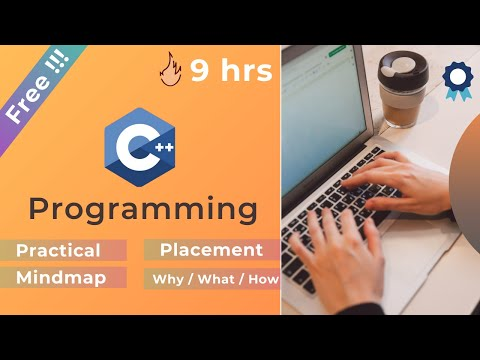 Free !!!
9 hrs
C++
Programming
Practical
Placement
Mindmap
Why / What / How